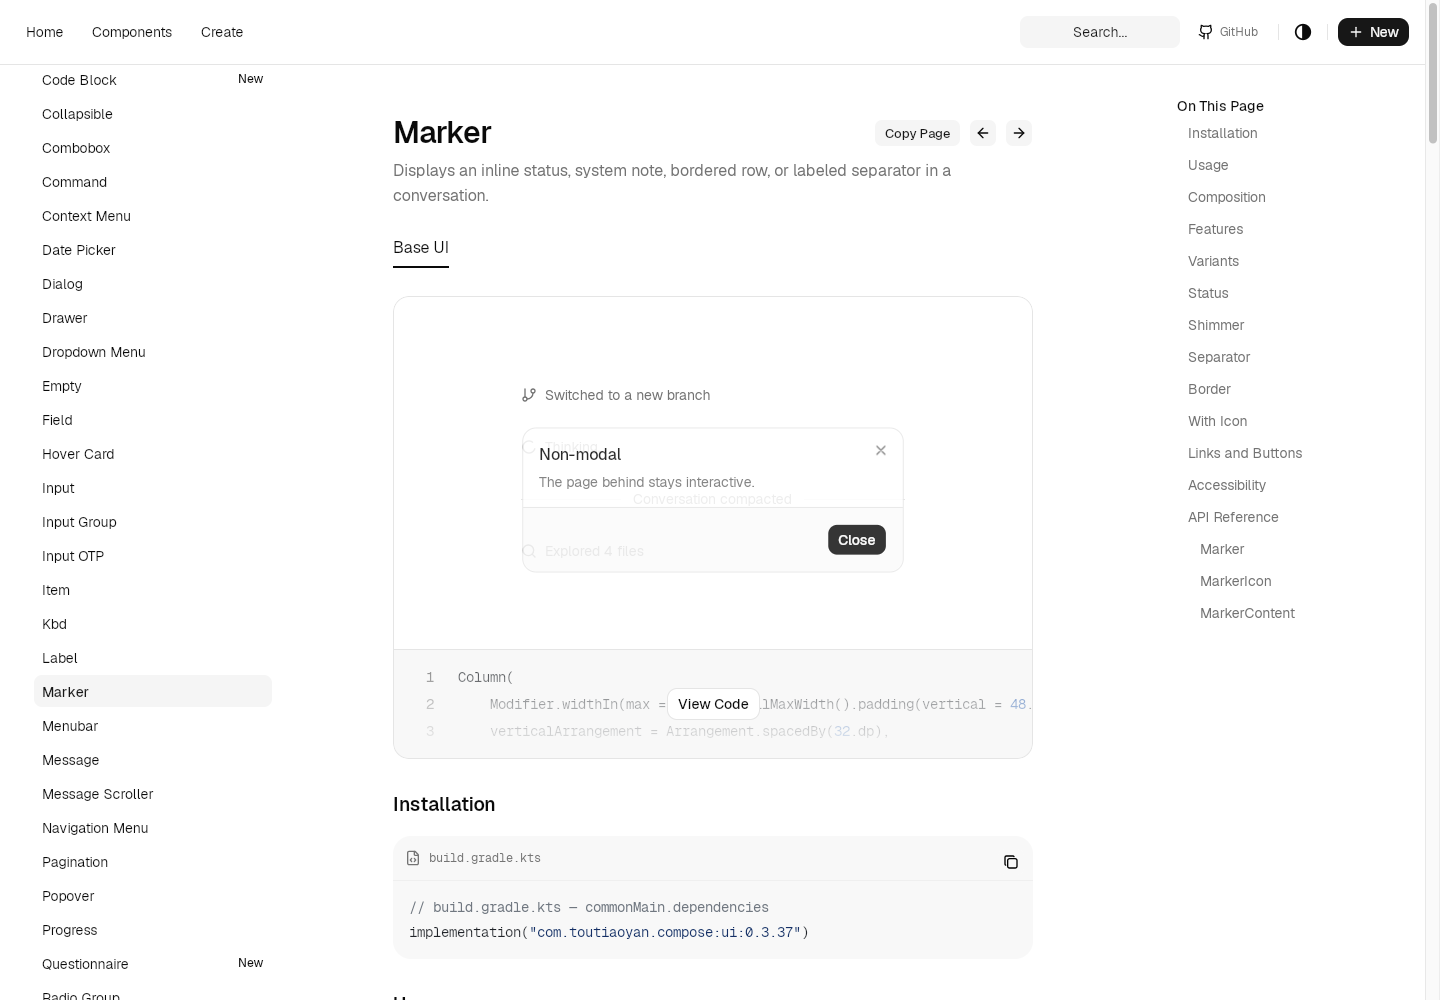 Home
Components
Create
Search...
GitHub
New
Code Block
New
Collapsible
Combobox
Command
Context Menu
Date Picker
Dialog
Drawer
Dropdown Menu
Empty
Field
Hover Card
Input
Input Group
Input OTP
Item
Kbd
Label
Marker
Menubar
Message
Message Scroller
Navigation Menu
Pagination
Popover
Progress
Questionnaire
New
Radio Group
Marker
Copy Page
Displays an inline status, system note, bordered row, or labeled separator in a
conversation.
Base UI
Switched to a new branch
Thinking
Non-modal
The page behind stays interactive.
Conversation compacted
Close
Explored 4 files
1 Column(
2 Modifier.widthIn(max = llMaxWidth().padding(vertical = 48.
View Code
3 verticalArrangement = Arrangement.spacedBy(32.dp),
Installation
build.gradle.kts
// build.gradle.kts — commonMain.dependencies
implementation("com.toutiaoyan.compose:ui:0.3.37")
On This Page
Installation
Usage
Composition
Features
Variants
Status
Shimmer
Separator
Border
With Icon
Links and Buttons
Accessibility
API Reference
Marker
MarkerIcon
MarkerContent